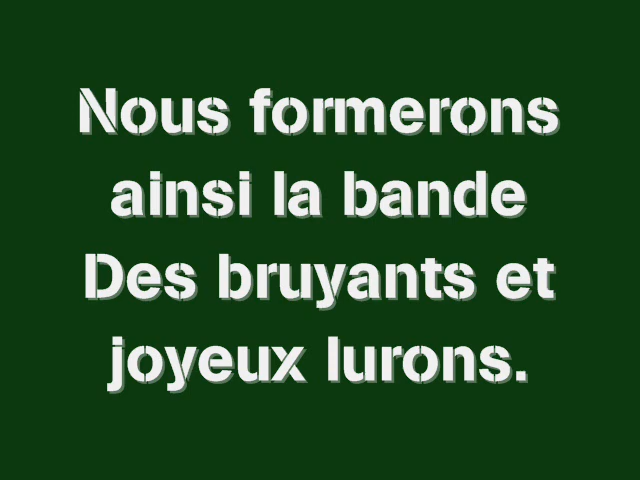 Nous formerons
ainsi la bande
Des bruyants et
joyeux lurons.